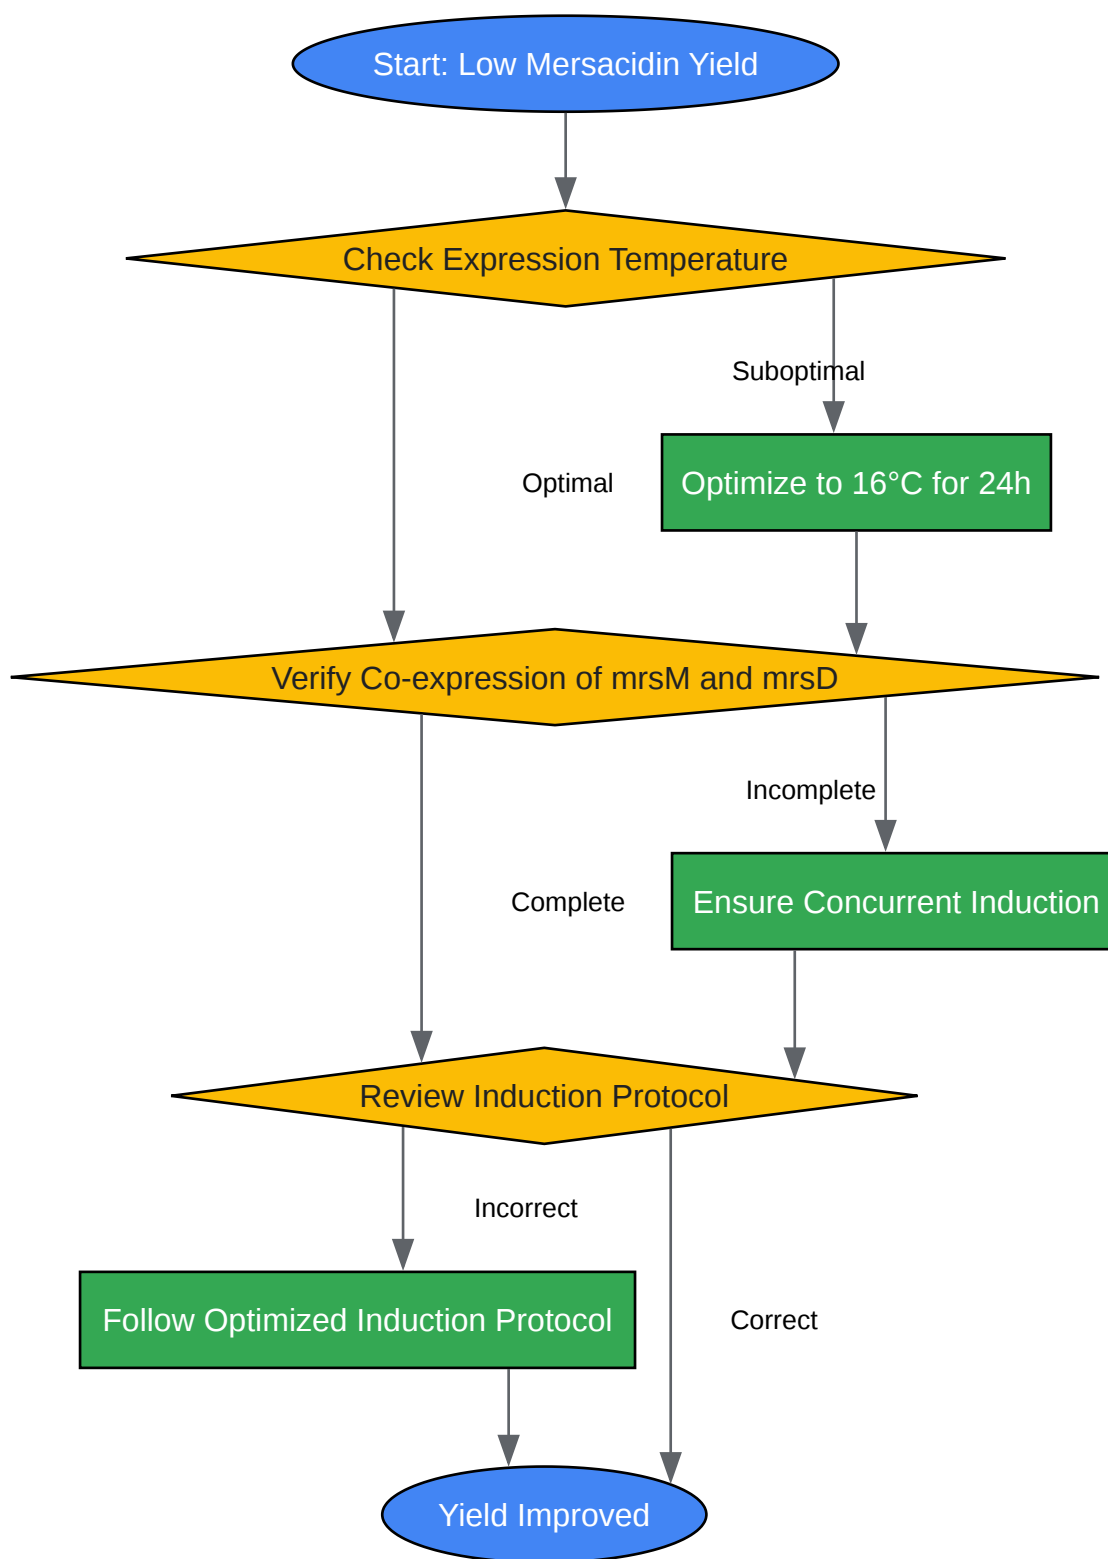 Start: Low Mersacidin Yield
Check Expression Temperature
Suboptimal
Optimal
Optimize to 16°C for 24h
Verify Co-expression of mrsM and mrsD
Incomplete
Complete
Ensure Concurrent Induction
Review Induction Protocol
Incorrect
Follow Optimized Induction Protocol
Correct
Yield Improved